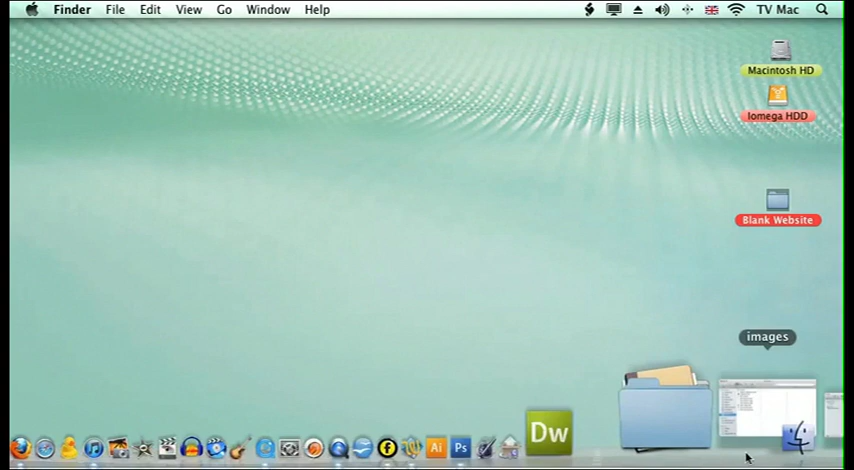 Finder File Edit View Go Window Help TV Mac
Macintosh HD
Iomega HDD
Blank Website
images
Dw
Ai
Ps